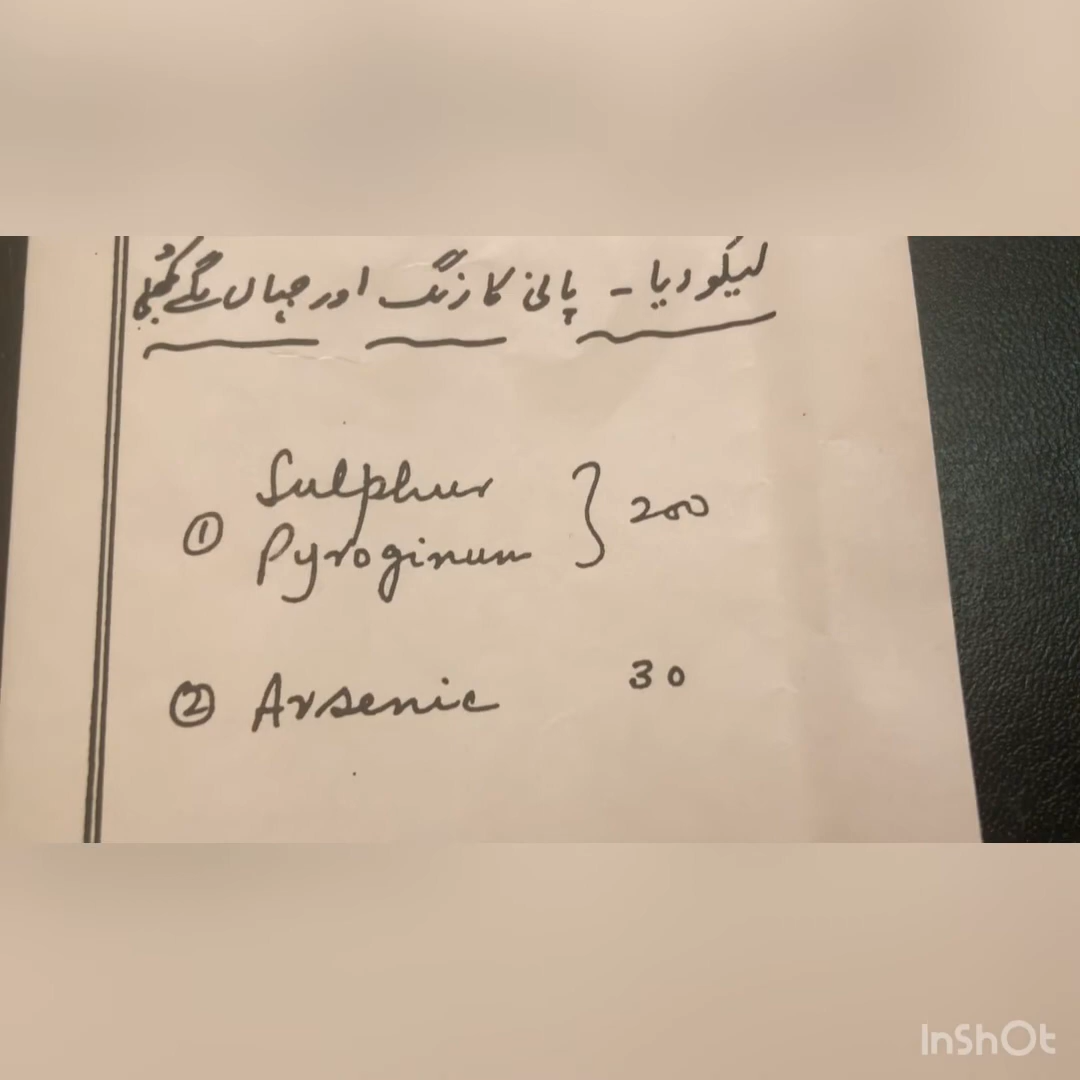 لیکوریا - پانی کا رنگ اور جہاں لگے کھجلی
① Sulphur
Pyroginum } 200
② Arsenic 30
InShOt